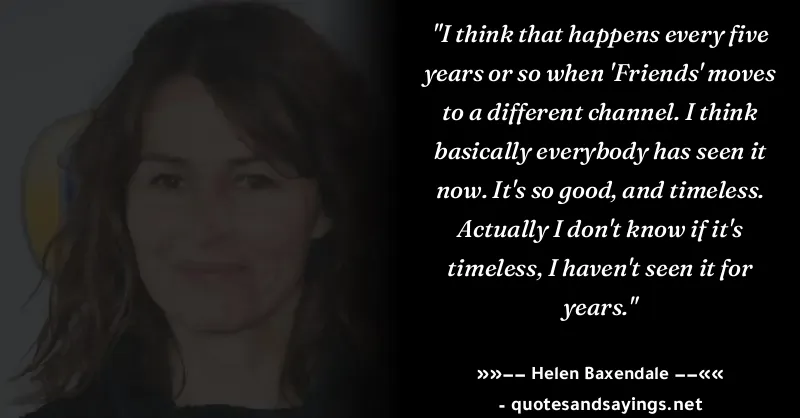 "I think that happens every five
years or so when 'Friends' moves
to a different channel. I think
basically everybody has seen it
now. It's so good, and timeless.
Actually I don't know if it's
timeless, I haven't seen it for
years."
»»−− Helen Baxendale −−««
- quotesandsayings.net